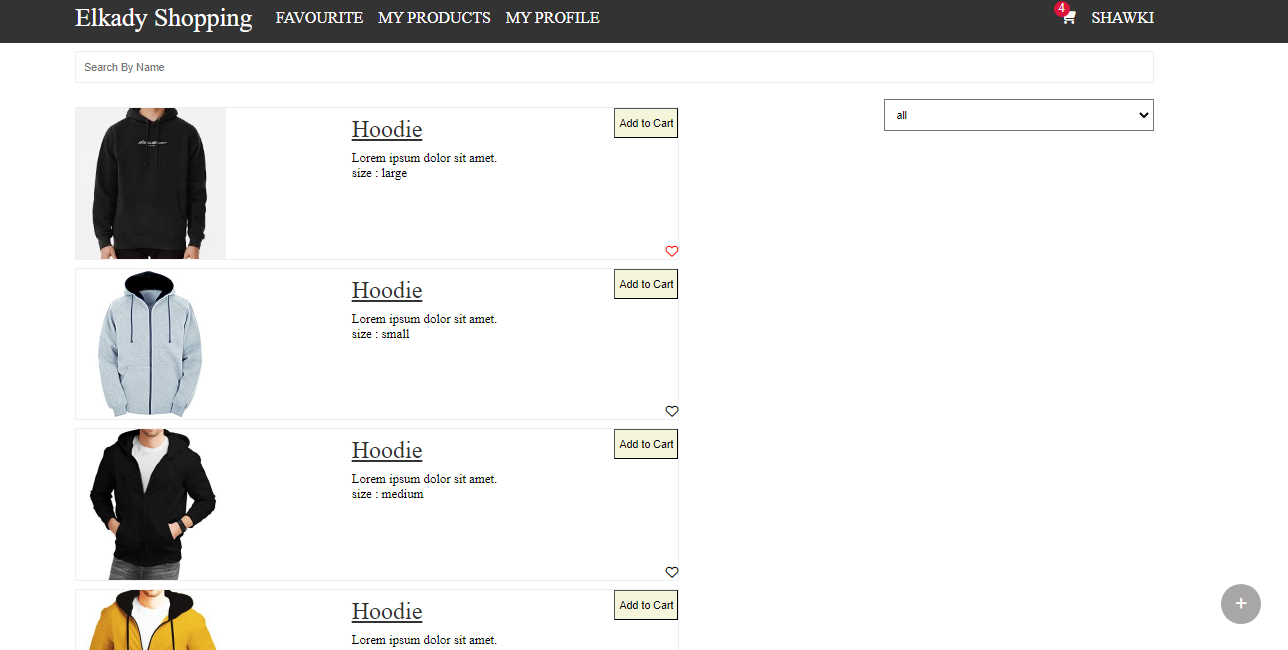 Elkady Shopping FAVOURITE MY PRODUCTS MY PROFILE 4 SHAWKI
Search By Name
all
Hoodie
Add to Cart
Lorem ipsum dolor sit amet.
size : large
Hoodie
Add to Cart
Lorem ipsum dolor sit amet.
size : small
Hoodie
Add to Cart
Lorem ipsum dolor sit amet.
size : medium
Hoodie
Add to Cart
Lorem ipsum dolor sit amet.
+